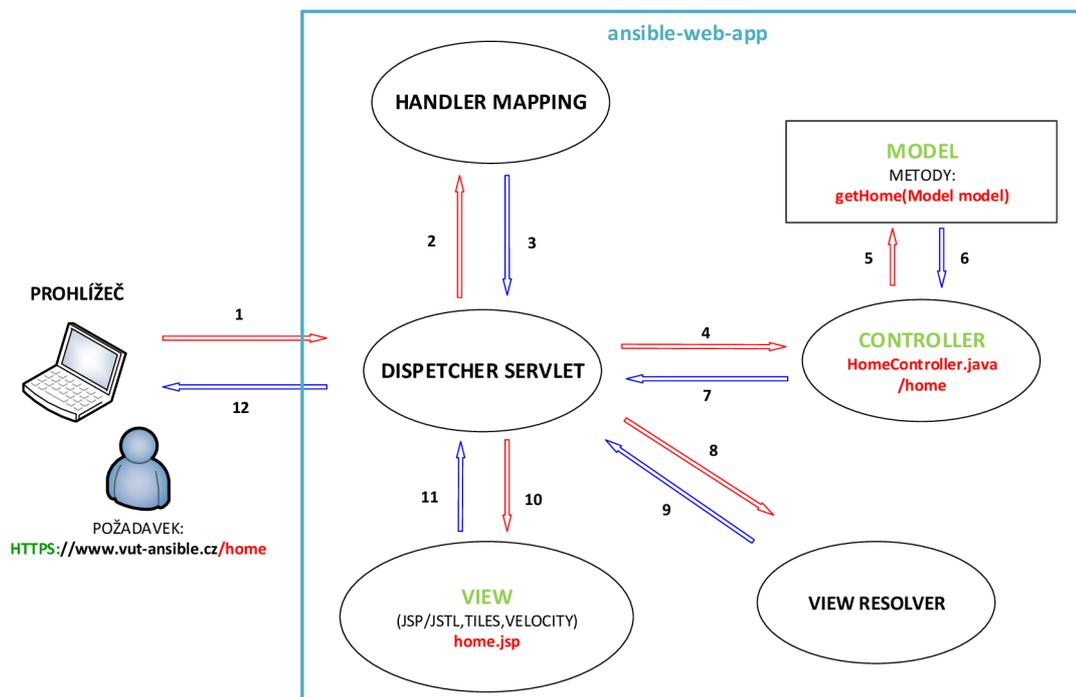 ansible-web-app
HANDLER MAPPING
MODEL
METODY:
getHome(Model model)
2
3
5
6
PROHLÍŽEČ
1
4
CONTROLLER
HomeController.java
/home
DISPETCHER SERVLET
7
12
8
11
10
9
POŽADAVEK:
HTTPS://www.vut-ansible.cz/home
VIEW
(JSP/JSTL,TILES,VELOCITY)
home.jsp
VIEW RESOLVER